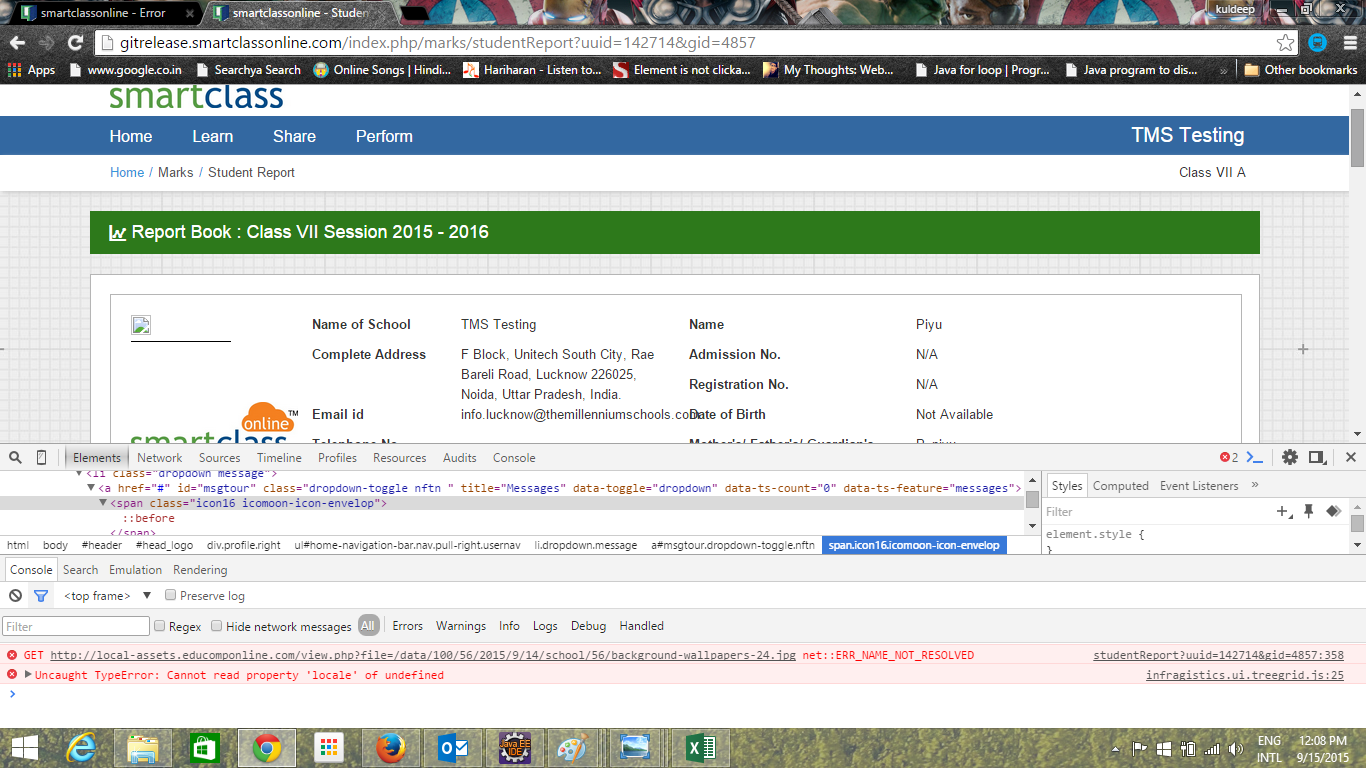 smartclassonline - Error
smartclassonline - Studen
kuldeep
gitrelease.smartclassonline.com/index.php/marks/studentReport?uuid=142714&gid=4857
Apps www.google.co.in Searchya Search Online Songs | Hindi... Hariharan - Listen to... Element is not clicka... My Thoughts: Web... Java for loop | Progr... Java program to dis... » Other bookmarks
smartclass
Home Learn Share Perform TMS Testing
Home / Marks / Student Report Class VII A
Report Book : Class VII Session 2015 - 2016
Name of School TMS Testing Name Piyu
Complete Address F Block, Unitech South City, Rae Admission No. N/A
Bareli Road, Lucknow 226025, Registration No. N/A
Noida, Uttar Pradesh, India.
Email id info.lucknow@themillenniumschools.com Date of Birth Not Available
online™
smartclass Telephone No Mother's/ Father's/ Guardian's
Elements Network Sources Timeline Profiles Resources Audits Console 2
<li class="dropdown message">
<a href="#" id="msgtour" class="dropdown-toggle nftn " title="Messages" data-toggle="dropdown" data-ts-count="0" data-ts-feature="messages">
<span class="icon16 icomoon-icon-envelop">
::before
</span>
Styles Computed Event Listeners »
Filter
element.style {
}
html body #header #head_logo div.profile.right ul#home-navigation-bar.nav.pull-right.usernav li.dropdown.message a#msgtour.dropdown-toggle.nftn span.icon16.icomoon-icon-envelop
Console Search Emulation Rendering
<top frame> ▼ Preserve log
Filter Regex Hide network messages All Errors Warnings Info Logs Debug Handled
GET http://local-assets.educomponline.com/view.php?file=/data/100/56/2015/9/14/school/56/background-wallpapers-24.jpg net::ERR_NAME_NOT_RESOLVED studentReport?uuid=142714&gid=4857:358
Uncaught TypeError: Cannot read property 'locale' of undefined infragistics.ui.treegrid.js:25
Java EE
IDE
ENG 12:08 PM
INTL 9/15/2015